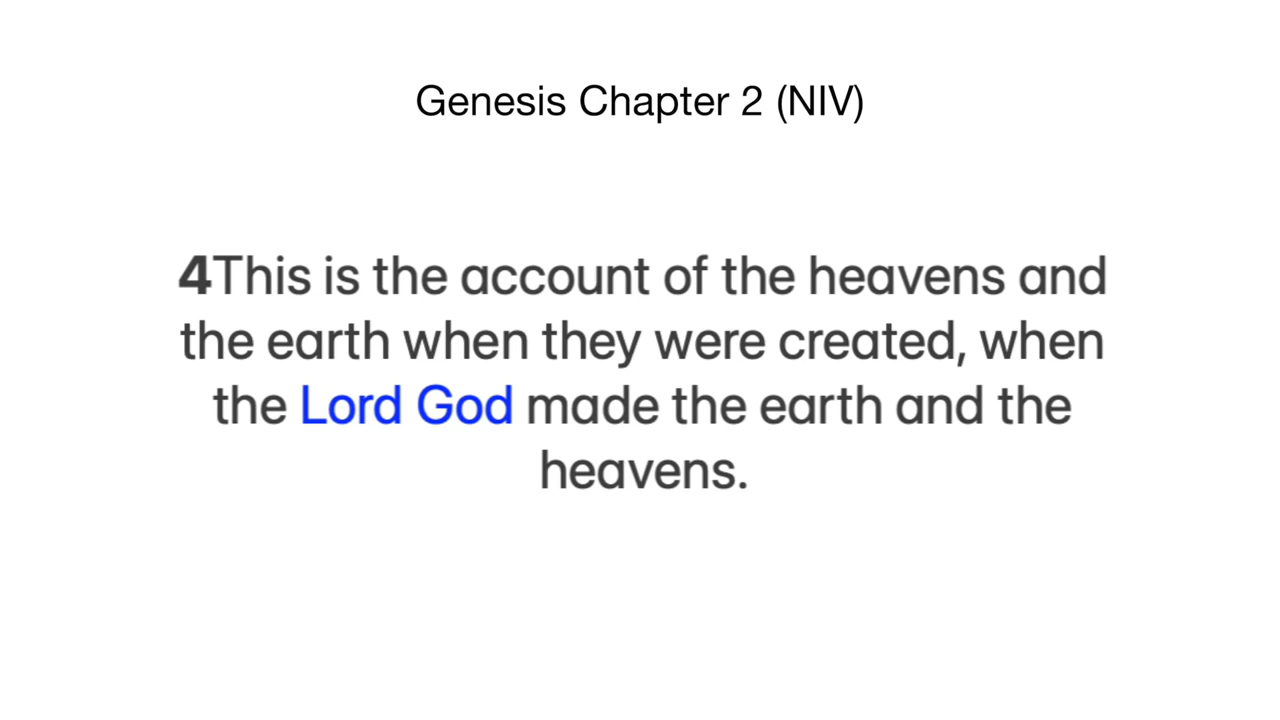 Genesis Chapter 2 (NIV)
4This is the account of the heavens and
the earth when they were created, when
the Lord God made the earth and the
heavens.